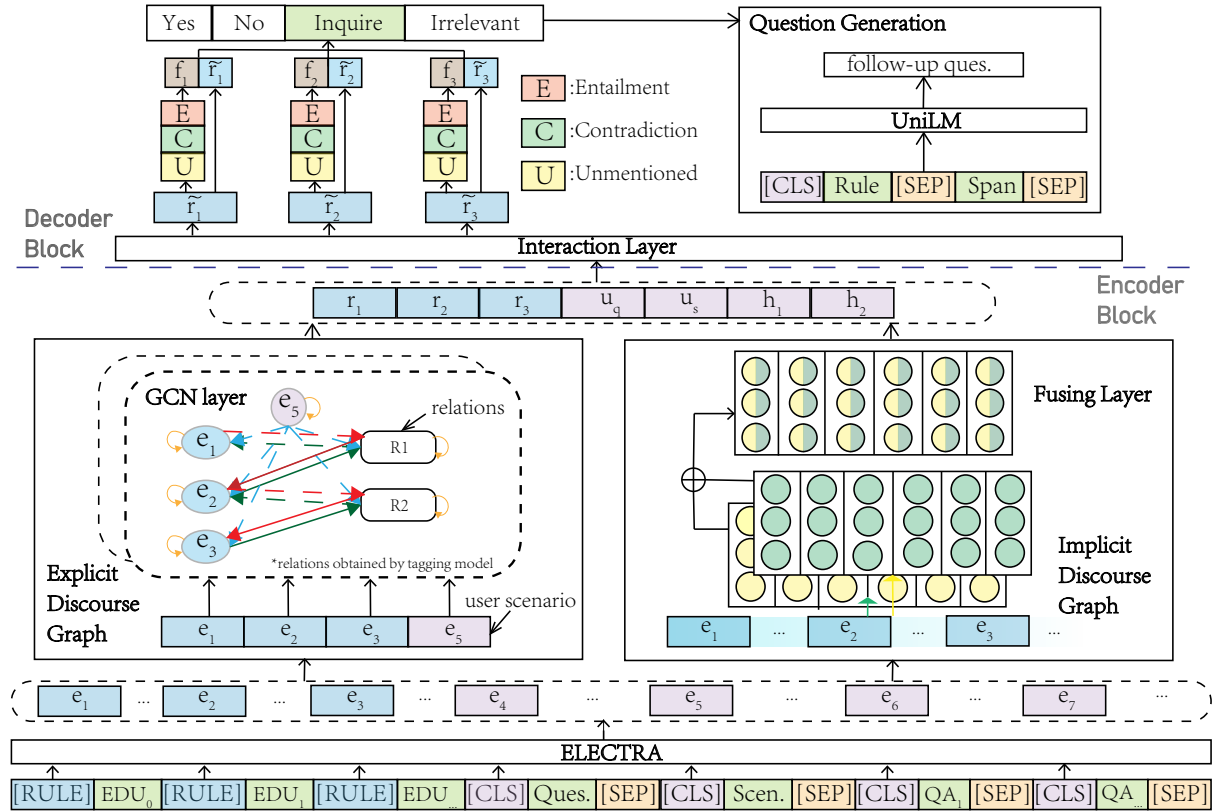 Yes No Inquire Irrelevant
Question Generation
follow-up ques.
UniLM
[CLS] Rule [SEP] Span [SEP]
f1 r̃1 f2 r̃2 f3 r̃3
E E E
C C C
U U U
r̃1 r̃2 r̃3
E :Entailment
C :Contradiction
U :Unmentioned
Decoder
Block
Interaction Layer
Encoder
Block
r1 r2 r3 uq us h1 h2
GCN layer
e5
relations
e1 R1
e2 R2
e3
*relations obtained by tagging model
Explicit
Discourse
Graph
user scenario
e1 e2 e3 e5
Fusing Layer
Implicit
Discourse
Graph
e1 ... e2 ... e3 ...
e1 ... e2 ... e3 ... e4 ... e5 ... e6 ... e7 ...
ELECTRA
[RULE] EDU0 [RULE] EDU1 [RULE] EDU... [CLS] Ques. [SEP] [CLS] Scen. [SEP] [CLS] QA1 [SEP] [CLS] QA... [SEP]